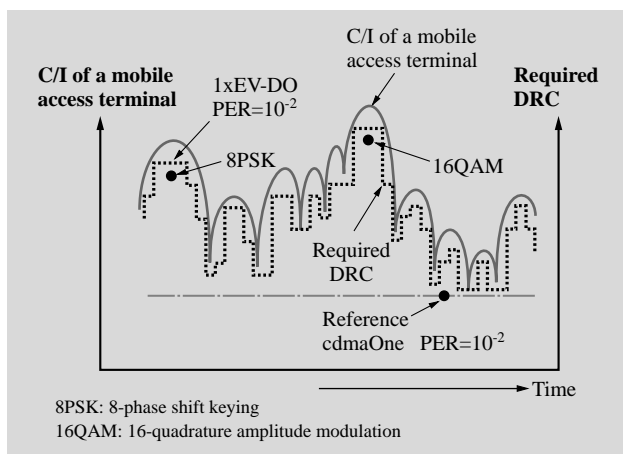 C/I of a mobile
access terminal
C/I of a mobile
access terminal
1xEV-DO
PER=10-2
8PSK
Required
DRC
16QAM
Required
DRC
Reference
cdmaOne PER=10-2
Time
8PSK: 8-phase shift keying
16QAM: 16-quadrature amplitude modulation